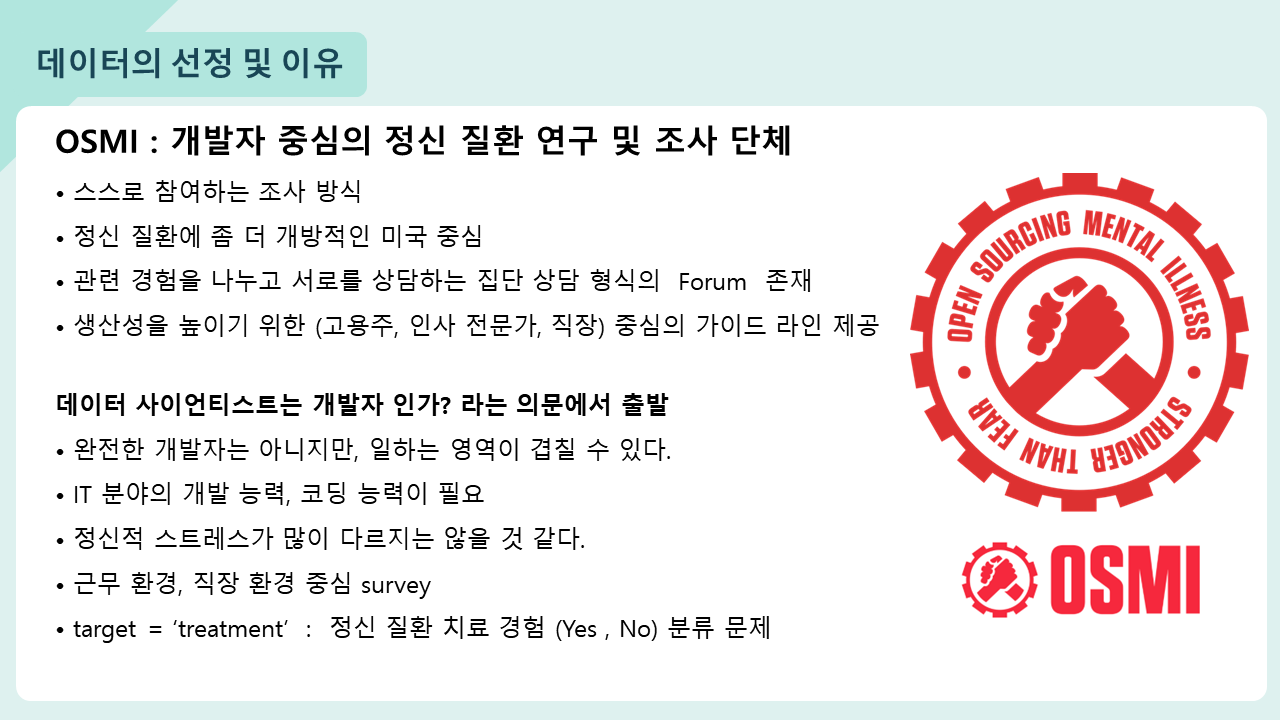 데이터의 선정 및 이유
OSMI : 개발자 중심의 정신 질환 연구 및 조사 단체
• 스스로 참여하는 조사 방식
• 정신 질환에 좀 더 개방적인 미국 중심
• 관련 경험을 나누고 서로를 상담하는 집단 상담 형식의 Forum 존재
• 생산성을 높이기 위한 (고용주, 인사 전문가, 직장) 중심의 가이드 라인 제공
데이터 사이언티스트는 개발자 인가? 라는 의문에서 출발
• 완전한 개발자는 아니지만, 일하는 영역이 겹칠 수 있다.
• IT 분야의 개발 능력, 코딩 능력이 필요
• 정신적 스트레스가 많이 다르지는 않을 것 같다.
• 근무 환경, 직장 환경 중심 survey
• target = ‘treatment’ : 정신 질환 치료 경험 (Yes , No) 분류 문제
OPEN SOURCING MENTAL ILLNESS
STRONGER THAN FEAR
OSMI